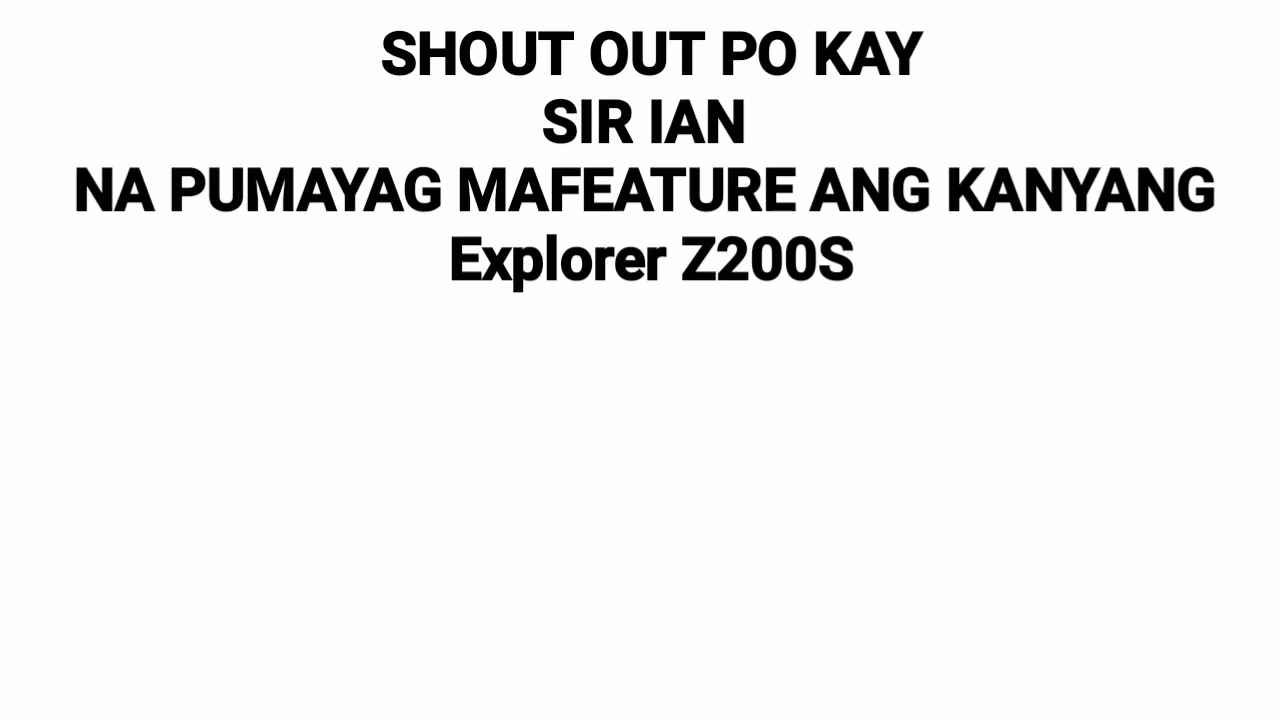 SHOUT OUT PO KAY
SIR IAN
NA PUMAYAG MAFEATURE ANG KANYANG
Explorer Z200S